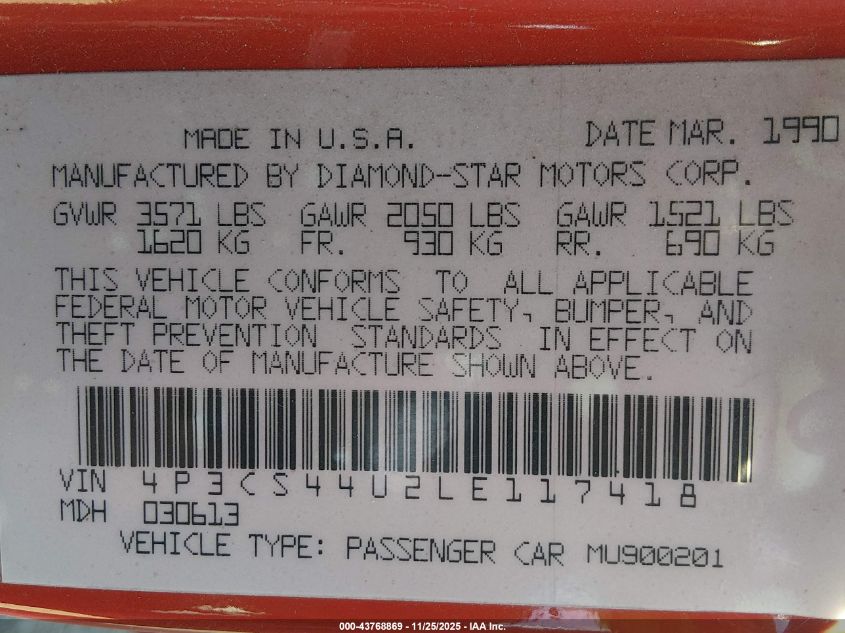 MADE IN U.S.A. DATE MAR. 1990
MANUFACTURED BY DIAMOND-STAR MOTORS CORP.
GVWR 3571 LBS GAWR 2050 LBS GAWR 1521 LBS
1620 KG FR. 930 KG RR. 690 KG
THIS VEHICLE CONFORMS TO ALL APPLICABLE
FEDERAL MOTOR VEHICLE SAFETY, BUMPER, AND
THEFT PREVENTION STANDARDS IN EFFECT ON
THE DATE OF MANUFACTURE SHOWN ABOVE.
VIN 4P3CS44U2LE117418
MDH 030613
VEHICLE TYPE: PASSENGER CAR MU900201
000-43768869 - 11/25/2025 - IAA Inc.